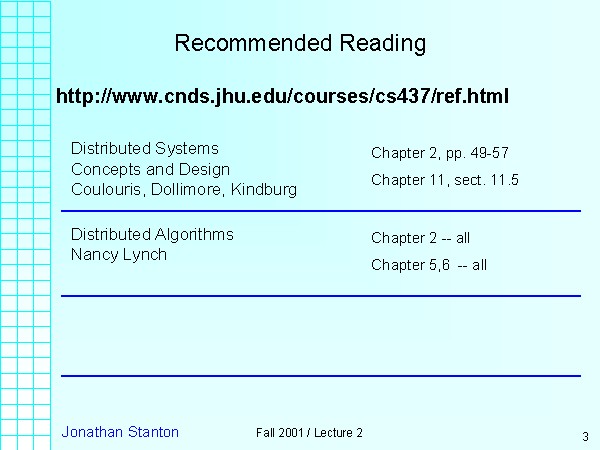 Recommended Reading
http: //www. cnds. jhu. edu/courses/cs437/ref. html
Distributed Systems
Concepts and Design
Coulouris, Dollimore, Kindburg
Chapter 2, pp. 49-57
Chapter 11, sect. 11. 5
Distributed Algorithms
Nancy Lynch
Chapter 2 -- all
Chapter 5,6 -- all
Jonathan Stanton
Fall 2001 / Lecture 2
3